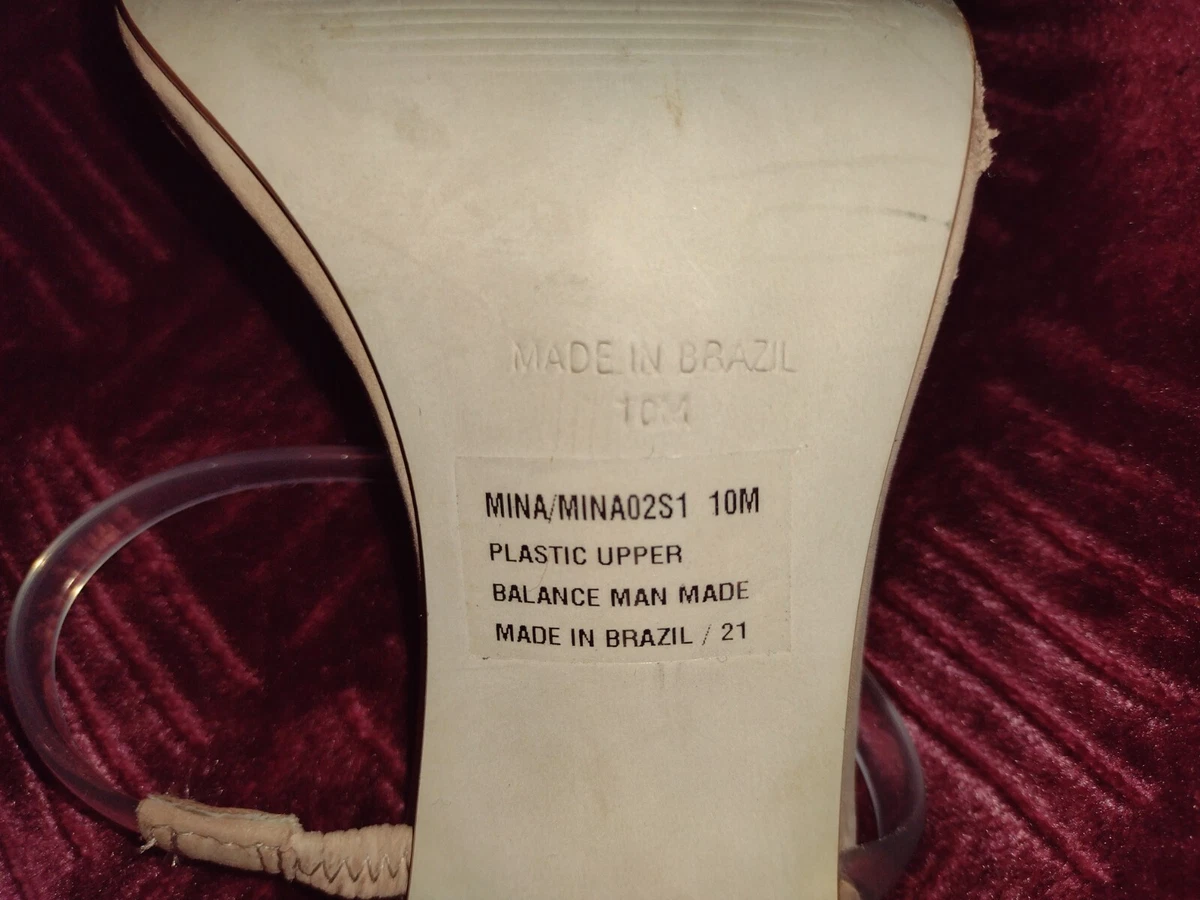 MADE IN BRAZIL
10M
MINA/MINA02S1 10M
PLASTIC UPPER
BALANCE MAN MADE
MADE IN BRAZIL / 21